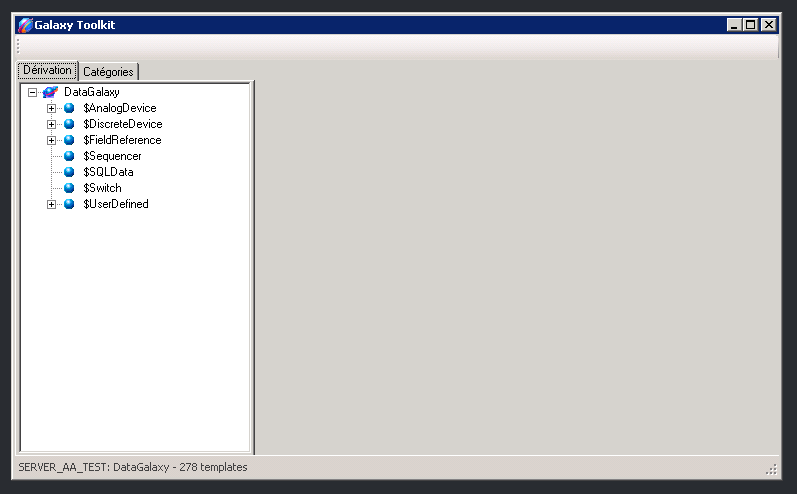 Galaxy Toolkit
Dérivation Catégories
DataGalaxy
$AnalogDevice
$DiscreteDevice
$FieldReference
$Sequencer
$SQLData
$Switch
$UserDefined
SERVER_AA_TEST: DataGalaxy - 278 templates